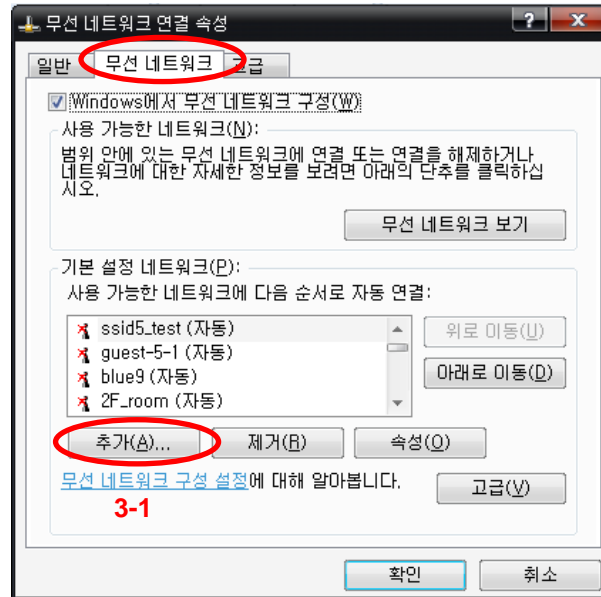 무선 네트워크 연결 속성
일반
무선 네트워크
고급
Windows에서 무선 네트워크 구성(W)
사용 가능한 네트워크(N):
범위 안에 있는 무선 네트워크에 연결 또는 연결을 해제하거나
네트워크에 대한 자세한 정보를 보려면 아래의 단추를 클릭하십
시오.
무선 네트워크 보기
기본 설정 네트워크(P):
사용 가능한 네트워크에 다음 순서로 자동 연결:
ssid5_test (자동)
guest-5-1 (자동)
blue9 (자동)
2F_room (자동)
위로 이동(U)
아래로 이동(D)
추가(A)...
제거(R)
속성(O)
무선 네트워크 구성 설정에 대해 알아봅니다.
고급(V)
3-1
확인
취소